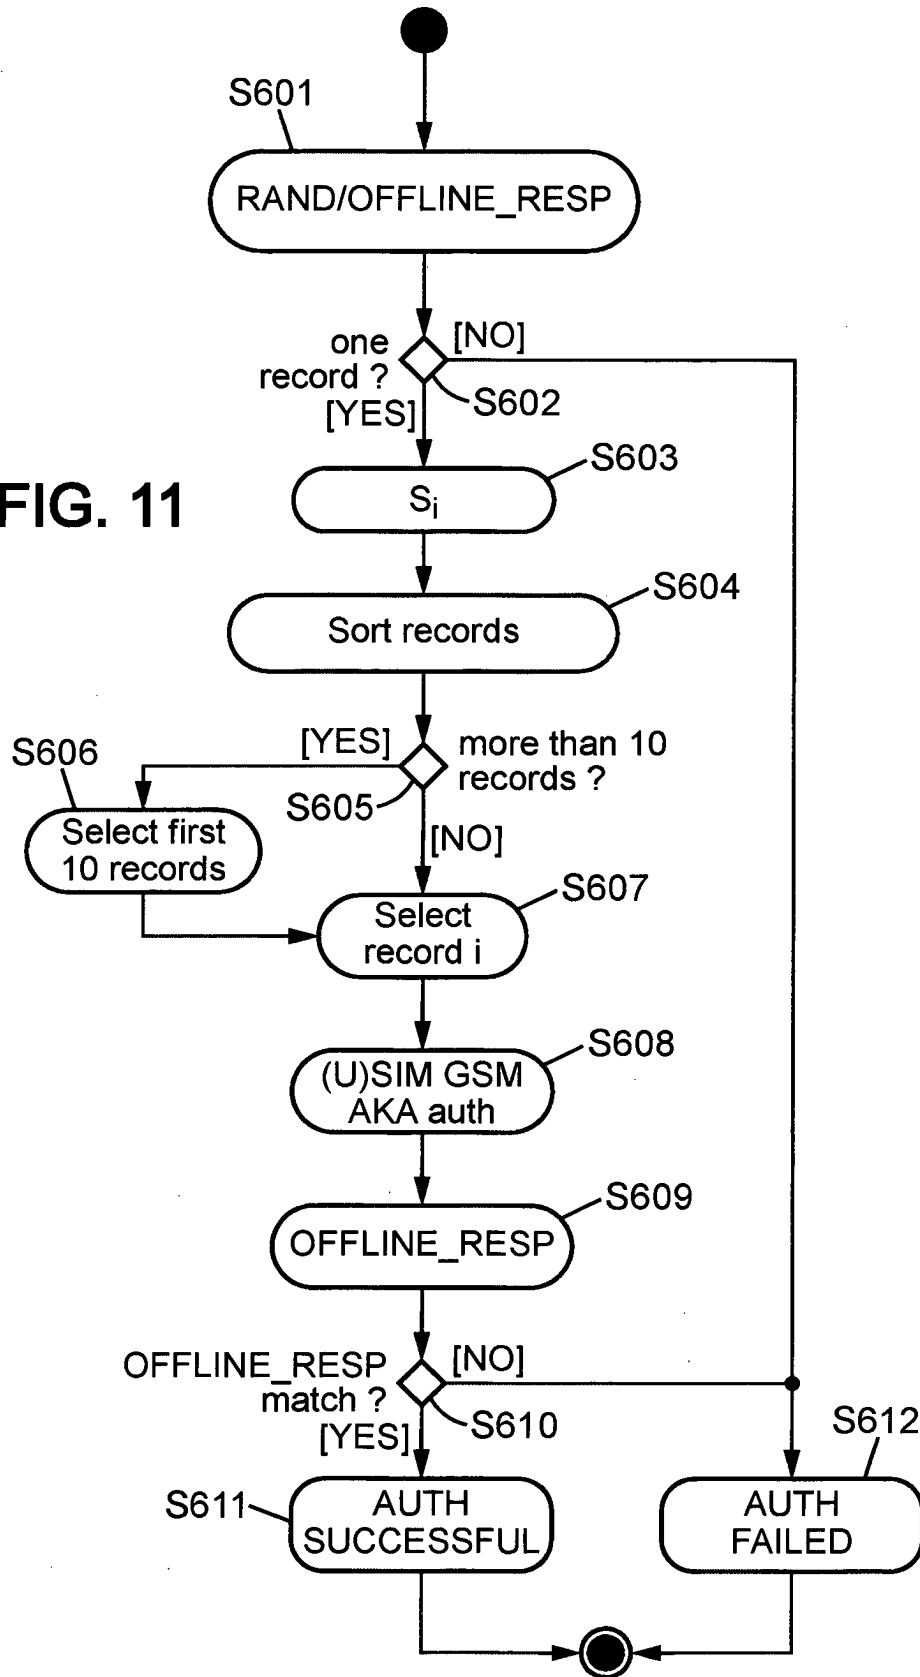 S601
RAND/OFFLINE_RESP
one
record ?
[NO]
S602
[YES]
S603
FIG. 11
Si
S604
Sort records
[YES]
more than 10
records ?
S606
S605
Select first
10 records
[NO]
S607
Select
record i
S608
(U)SIM GSM
AKA auth
S609
OFFLINE_RESP
OFFLINE_RESP
match ?
[NO]
S610
[YES]
S612
S611
AUTH
SUCCESSFUL
AUTH
FAILED